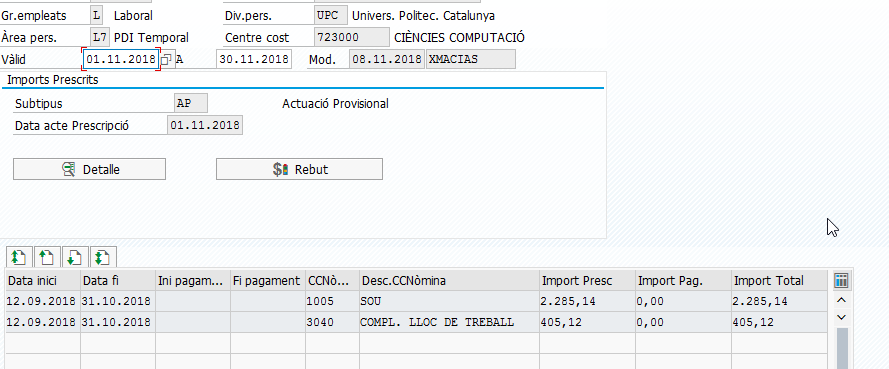 Gr.empleats L Laboral Div.pers. UPC Univers. Politec. Catalunya
Àrea pers. L7 PDI Temporal Centre cost 723000 CIÈNCIES COMPUTACIÓ
Vàlid 01.11.2018 A 30.11.2018 Mod. 08.11.2018 XMACIAS
Imports Prescrits
Subtipus AP Actuació Provisional
Data acte Prescripció 01.11.2018
Detalle Rebut
Data inici Data fi Ini pagam... Fi pagament CCNò... Desc.CCNòmina Import Presc Import Pag. Import Total
12.09.2018 31.10.2018 1005 SOU 2.285,14 0,00 2.285,14
12.09.2018 31.10.2018 3040 COMPL. LLOC DE TREBALL 405,12 0,00 405,12